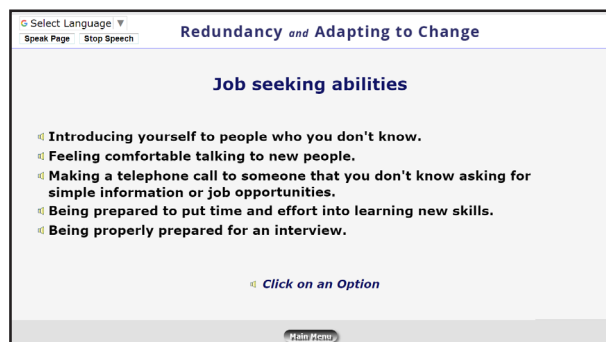 G Select Language ▼
Speak Page Stop Speech
Redundancy and Adapting to Change
Job seeking abilities
Introducing yourself to people who you don't know.
Feeling comfortable talking to new people.
Making a telephone call to someone that you don't know asking for
simple information or job opportunities.
Being prepared to put time and effort into learning new skills.
Being properly prepared for an interview.
Click on an Option
Main Menu